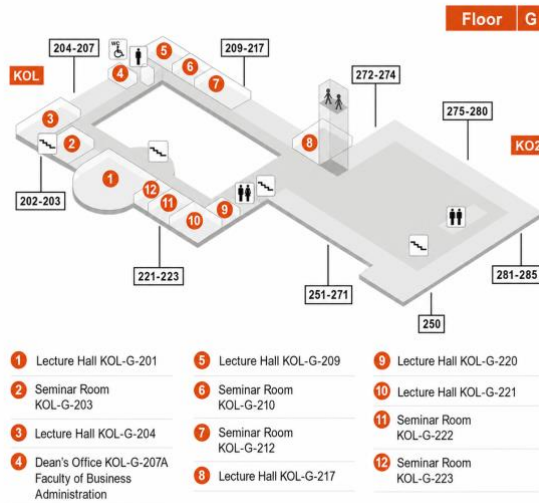 Floor G
204-207
WC
209-217
KOL
5
6
4
7
272-274
275-280
3
8
2
KO2
1
12
11
9
10
202-203
221-223
251-271
281-285
250
1 Lecture Hall KOL-G-201
2 Seminar Room
KOL-G-203
3 Lecture Hall KOL-G-204
4 Dean's Office KOL-G-207A
Faculty of Business
Administration
5 Lecture Hall KOL-G-209
6 Seminar Room
KOL-G-210
7 Seminar Room
KOL-G-212
8 Lecture Hall KOL-G-217
9 Lecture Hall KOL-G-220
10 Lecture Hall KOL-G-221
11 Seminar Room
KOL-G-222
12 Seminar Room
KOL-G-223